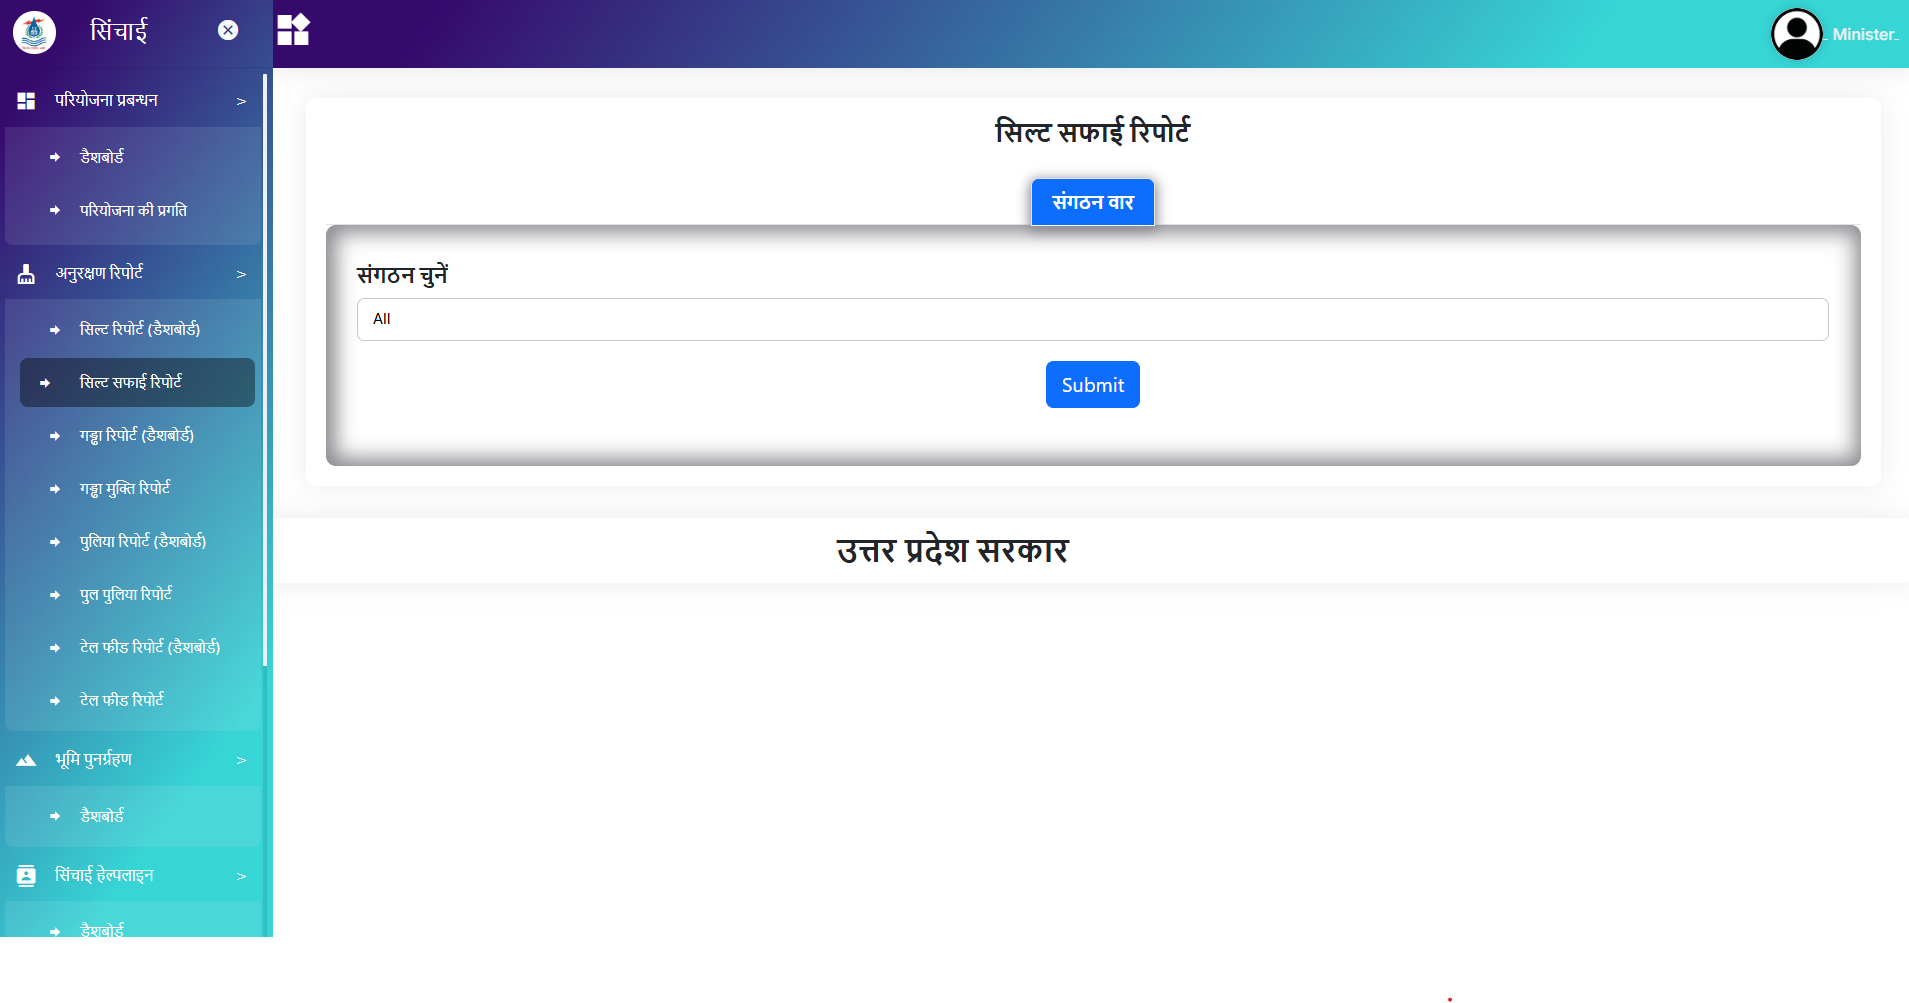 सिंचाई
परियोजना प्रबन्धन >
डैशबोर्ड
परियोजना की प्रगति
अनुरक्षण रिपोर्ट >
सिल्ट रिपोर्ट (डैशबोर्ड)
सिल्ट सफाई रिपोर्ट
गड्ढा रिपोर्ट (डैशबोर्ड)
गड्ढा मुक्ति रिपोर्ट
पुलिया रिपोर्ट (डैशबोर्ड)
पुल पुलिया रिपोर्ट
टेल फीड रिपोर्ट (डैशबोर्ड)
टेल फीड रिपोर्ट
भूमि पुनर्ग्रहण >
डैशबोर्ड
सिंचाई हेल्पलाइन >
डैशबोर्ड
Minister
सिल्ट सफाई रिपोर्ट
संगठन वार
संगठन चुनें
All
Submit
उत्तर प्रदेश सरकार